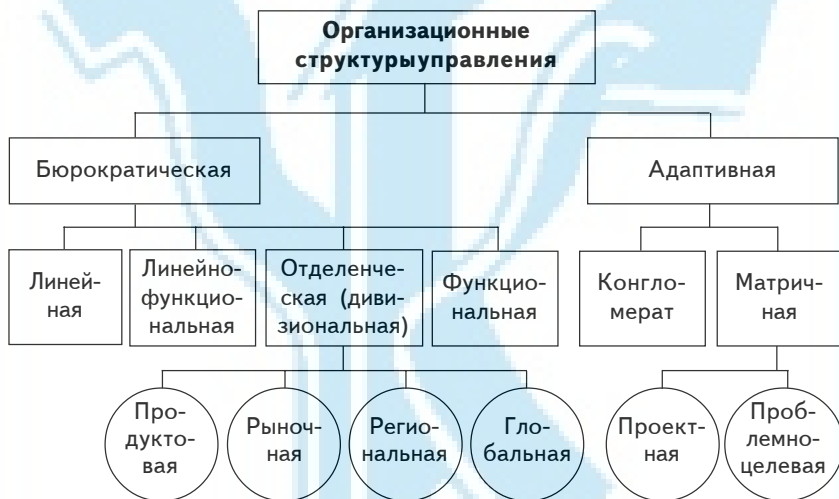 Организационные
структурыуправления
Бюрократическая
Адаптивная
Линей-
ная
Линейно-
функцио-
нальная
Отделенче-
ская (диви-
зиональная)
Функцио-
нальная
Конгло-
мерат
Матрич-
ная
Про-
дукто-
вая
Рыноч-
ная
Регио-
нальная
Гло-
бальная
Проект-
ная
Проб-
лемно-
целевая